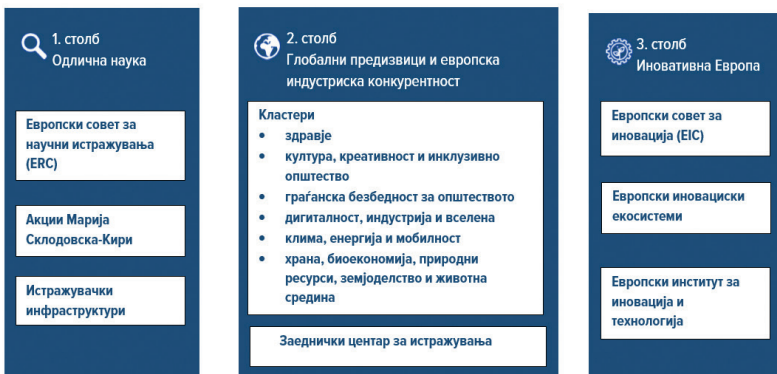 1. столб
Одлична наука
Европски совет за
научни истражувања
(ERC)
Акции Марија
Склодовска-Кири
Истражувачки
инфраструктури
2. столб
Глобални предизвици и европска
индустриска конкурентност
Кластери
• здравје
• култура, креативност и инклузивно
општество
• граѓанска безбедност за општеството
• дигиталност, индустрија и вселена
• клима, енергија и мобилност
• храна, биоекономија, природни
ресурси, земјоделство и животна
средина
Заеднички центар за истражувања
3. столб
Иновативна Европа
Европски совет за
иновација (EIC)
Европски иновациски
екосистеми
Европски институт за
иновација и
технологија